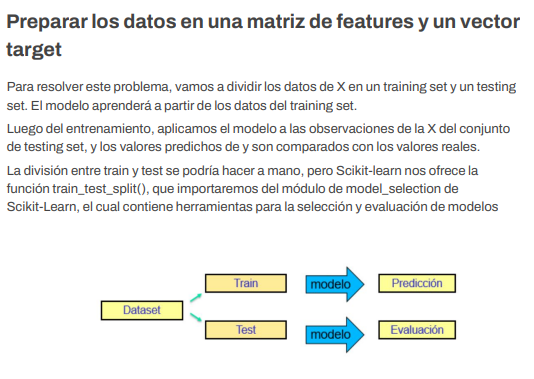 Preparar los datos en una matriz de features y un vector
target
Para resolver este problema, vamos a dividir los datos de X en un training set y un testing
set. El modelo aprenderá a partir de los datos del training set.
Luego del entrenamiento, aplicamos el modelo a las observaciones de la X del conjunto
de testing set, y los valores predichos de y son comparados con los valores reales.
La división entre train y test se podría hacer a mano, pero Scikit-learn nos ofrece la
función train_test_split(), que importaremos del módulo de model_selection de
Scikit-Learn, el cual contiene herramientas para la selección y evaluación de modelos
Train
modelo
Predicción
Dataset
Test
modelo
Evaluación